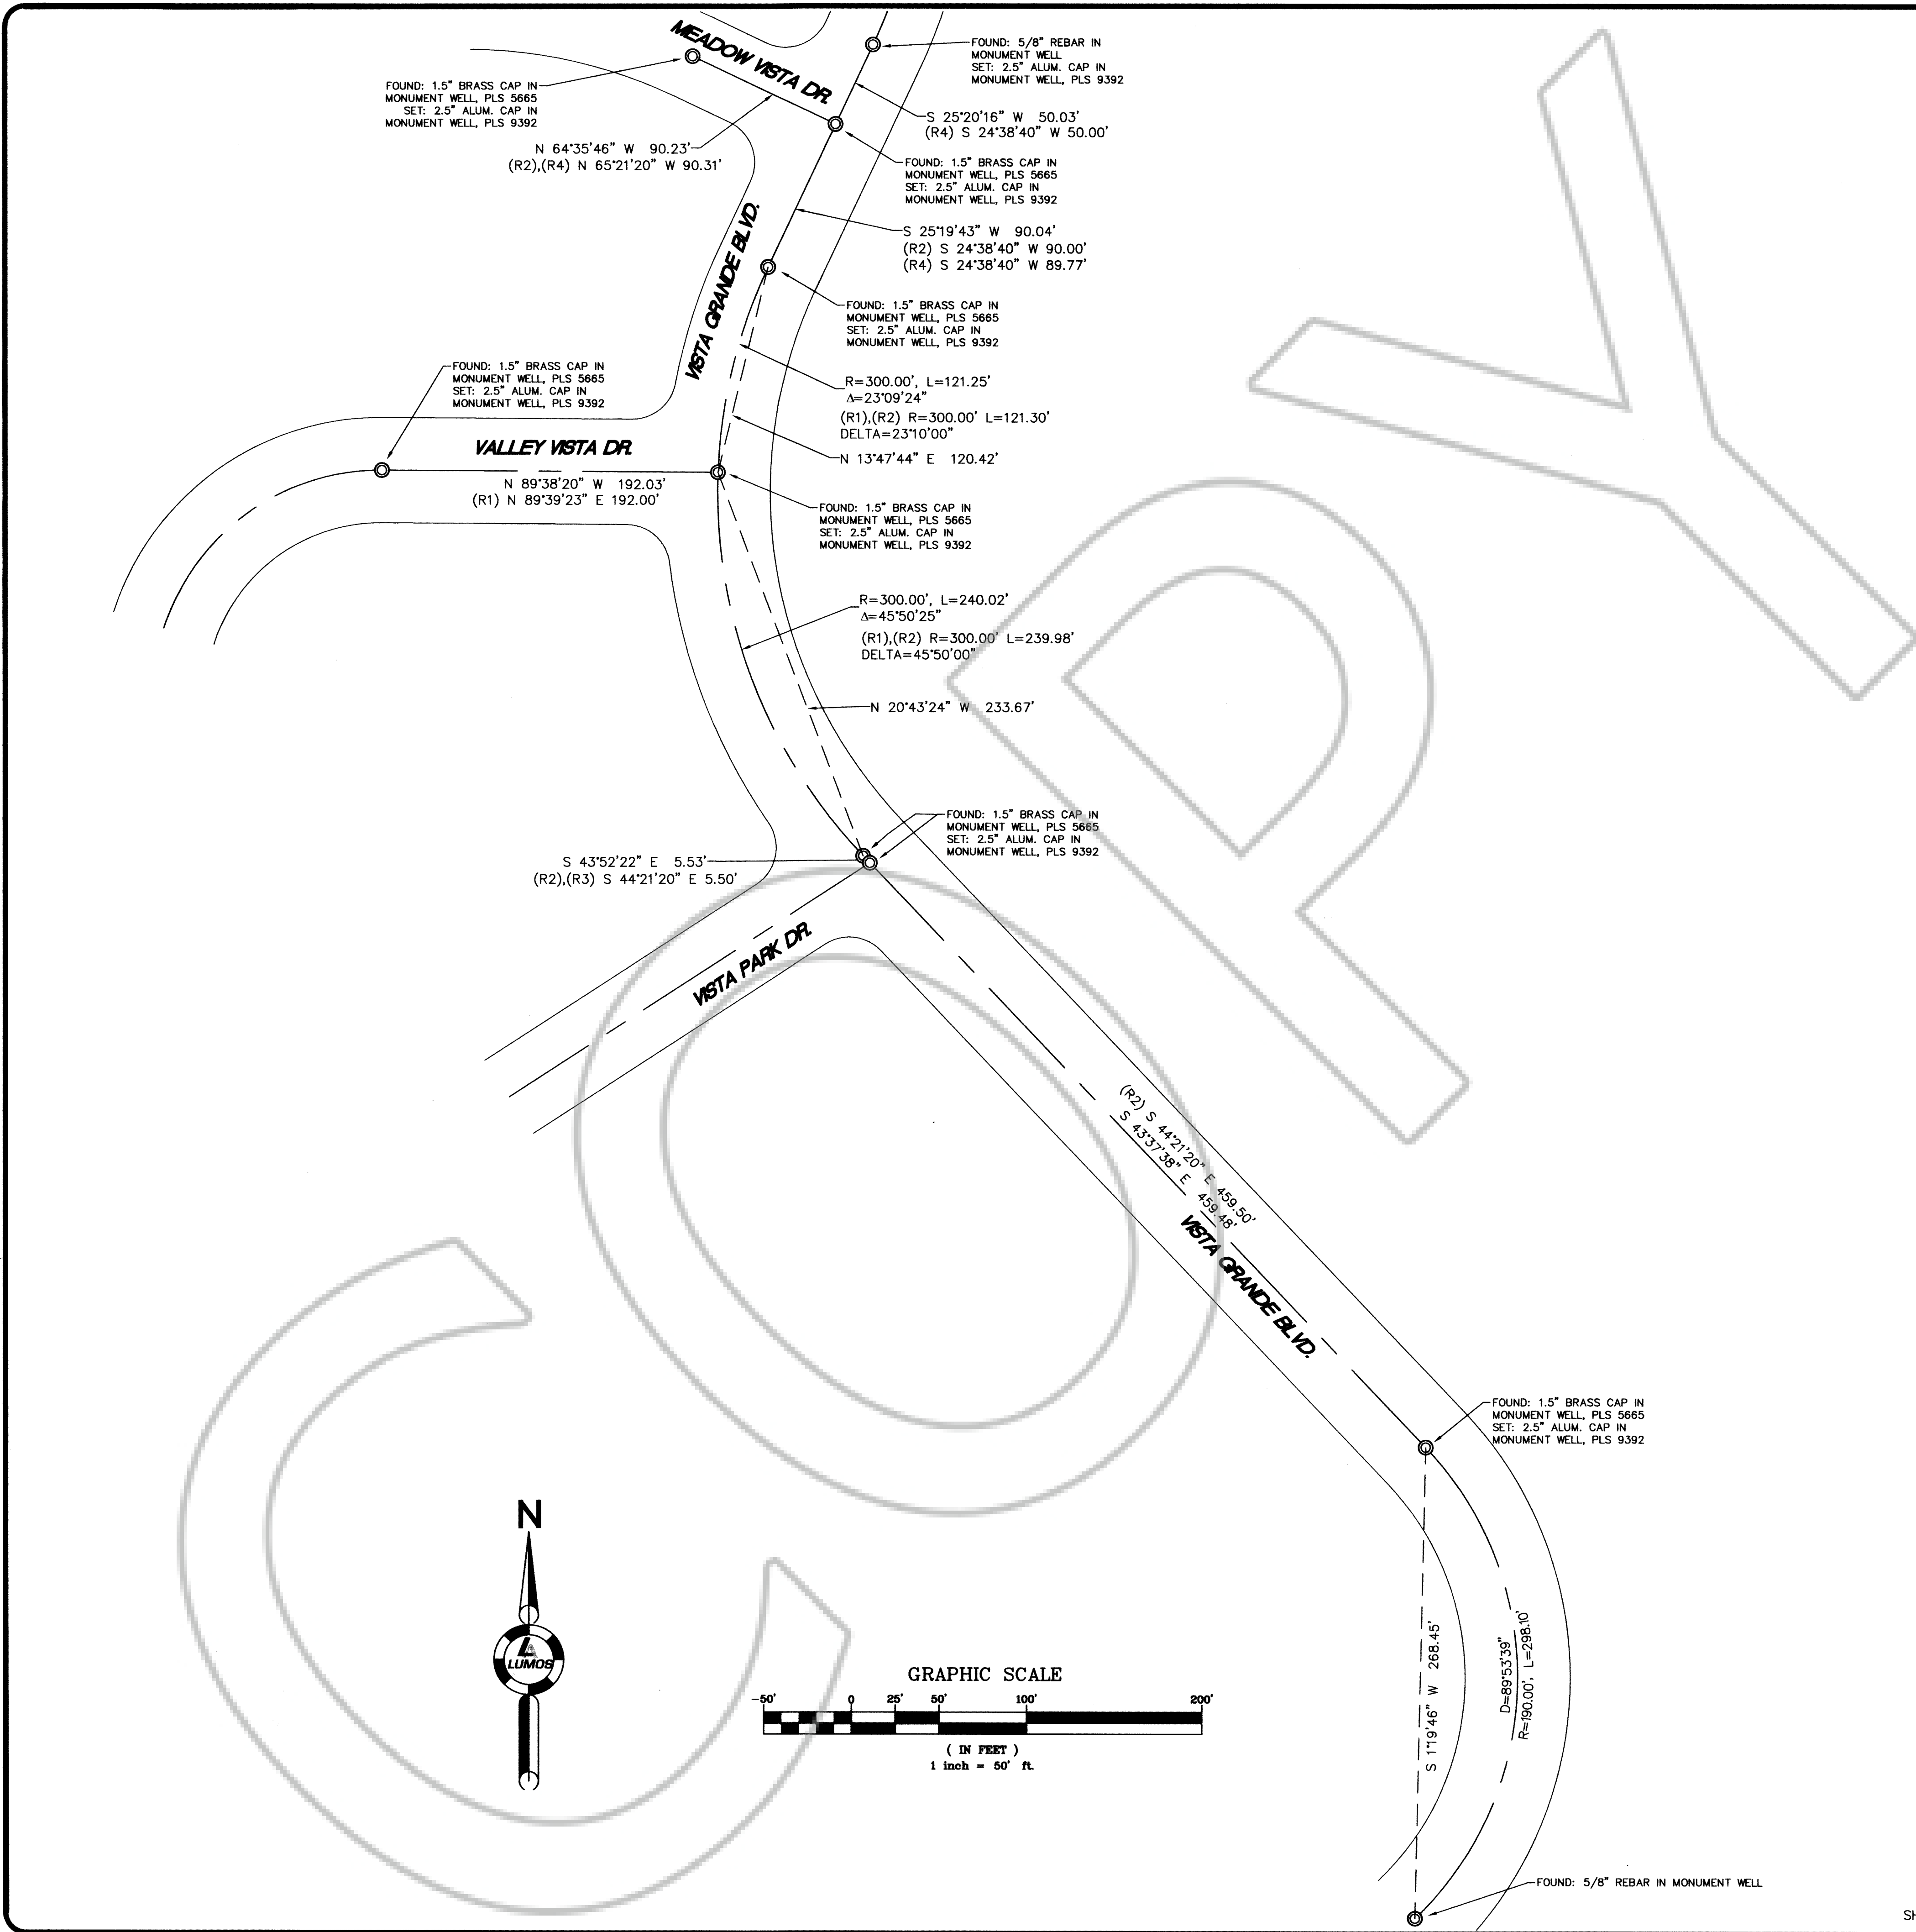 MEADOW VISTA DR.
FOUND: 5/8" REBAR IN
MONUMENT WELL
SET: 2.5" ALUM. CAP IN
MONUMENT WELL, PLS 9392
FOUND: 1.5" BRASS CAP IN
MONUMENT WELL, PLS 5665
SET: 2.5" ALUM. CAP IN
MONUMENT WELL, PLS 9392
S 25°20'16" W 50.03'
(R4) S 24°38'40" W 50.00'
N 64°35'46" W 90.23'
(R2),(R4) N 65°21'20" W 90.31'
FOUND: 1.5" BRASS CAP IN
MONUMENT WELL, PLS 5665
SET: 2.5" ALUM. CAP IN
MONUMENT WELL, PLS 9392
VISTA GRANDE BLVD.
S 25°19'43" W 90.04'
(R2) S 24°38'40" W 90.00'
(R4) S 24°38'40" W 89.77'
FOUND: 1.5" BRASS CAP IN
MONUMENT WELL, PLS 5665
SET: 2.5" ALUM. CAP IN
MONUMENT WELL, PLS 9392
FOUND: 1.5" BRASS CAP IN
MONUMENT WELL, PLS 5665
SET: 2.5" ALUM. CAP IN
MONUMENT WELL, PLS 9392
R=300.00', L=121.25'
Δ=23°09'24"
(R1),(R2) R=300.00' L=121.30'
DELTA=23°10'00"
VALLEY VISTA DR.
N 13°47'44" E 120.42'
N 89°38'20" W 192.03'
(R1) N 89°39'23" E 192.00'
FOUND: 1.5" BRASS CAP IN
MONUMENT WELL, PLS 5665
SET: 2.5" ALUM. CAP IN
MONUMENT WELL, PLS 9392
R=300.00', L=240.02'
Δ=45°50'25"
(R1),(R2) R=300.00' L=239.98'
DELTA=45°50'00"
N 20°43'24" W 233.67'
FOUND: 1.5" BRASS CAP IN
MONUMENT WELL, PLS 5665
SET: 2.5" ALUM. CAP IN
MONUMENT WELL, PLS 9392
S 43°52'22" E 5.53'
(R2),(R3) S 44°21'20" E 5.50'
VISTA PARK DR.
(R2) S 44°21'20" E 459.50'
S 43°37'38" E 459.48'
VISTA GRANDE BLVD.
FOUND: 1.5" BRASS CAP IN
MONUMENT WELL, PLS 5665
SET: 2.5" ALUM. CAP IN
MONUMENT WELL, PLS 9392
N
LUMOS
GRAPHIC SCALE
-50' 0 25' 50' 100' 200'
( IN FEET )
1 inch = 50' ft.
S 1°19'46" W 268.45'
D=89°53'39"
R=190.00', L=298.10'
FOUND: 5/8" REBAR IN MONUMENT WELL
COPY